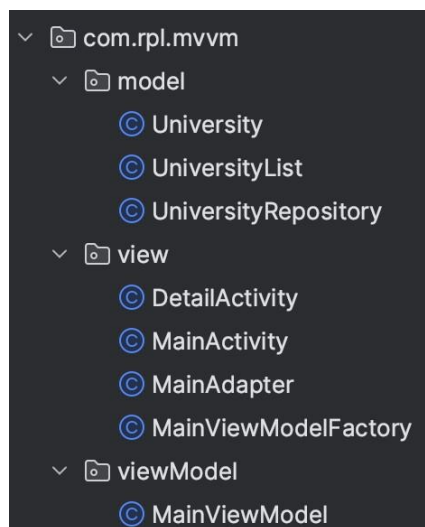 com.rpl.mvvm
model
University
UniversityList
UniversityRepository
view
DetailActivity
MainActivity
MainAdapter
MainViewModelFactory
viewModel
MainViewModel